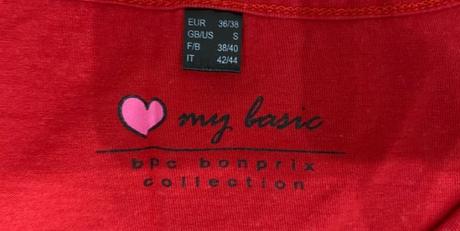 EUR 36/38
GB/US S
F/B 38/40
IT 42/44
my basic
bpc bonprix
collection